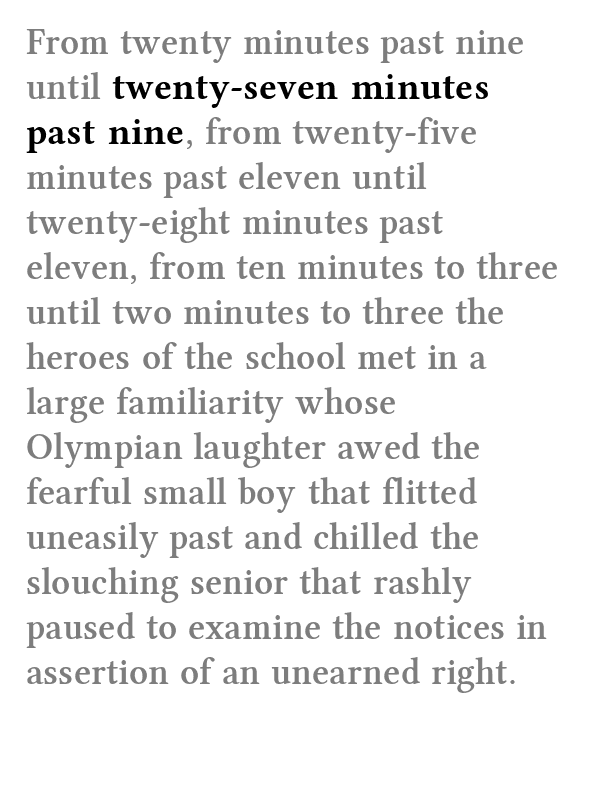 From twenty minutes past nine
until twenty-seven minutes
past nine, from twenty-five
minutes past eleven until
twenty-eight minutes past
eleven, from ten minutes to three
until two minutes to three the
heroes of the school met in a
large familiarity whose
Olympian laughter awed the
fearful small boy that flitted
uneasily past and chilled the
slouching senior that rashly
paused to examine the notices in
assertion of an unearned right.